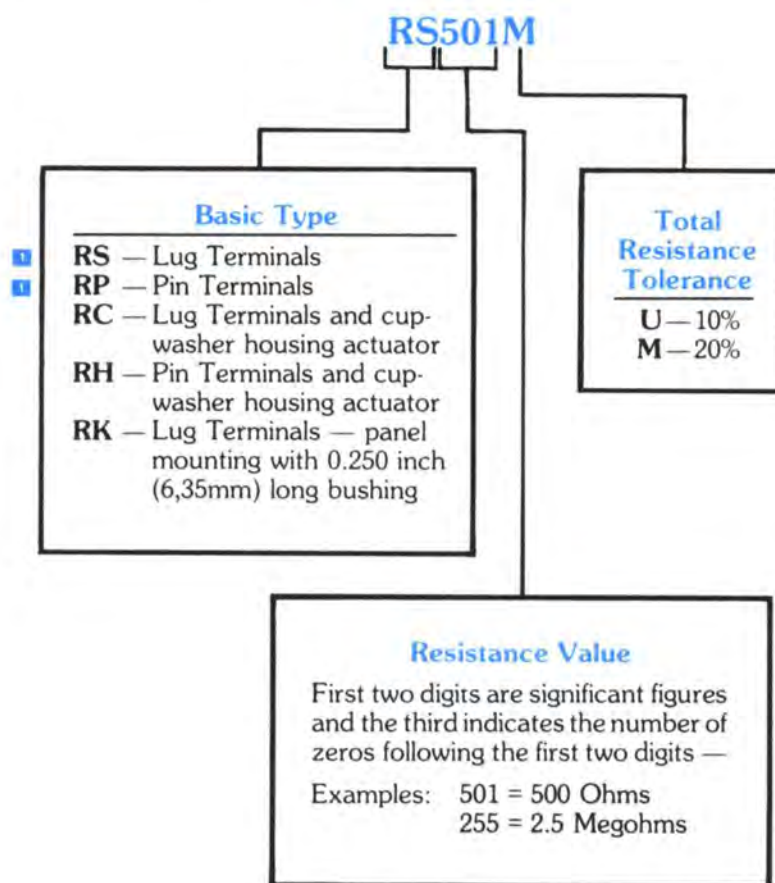 RS501M
Basic Type
1 RS — Lug Terminals
1 RP — Pin Terminals
RC — Lug Terminals and cup-
washer housing actuator
RH — Pin Terminals and cup-
washer housing actuator
RK — Lug Terminals — panel
mounting with 0.250 inch
(6,35mm) long bushing
Total
Resistance
Tolerance
U—10%
M—20%
Resistance Value
First two digits are significant figures
and the third indicates the number of
zeros following the first two digits —
Examples: 501 = 500 Ohms
255 = 2.5 Megohms